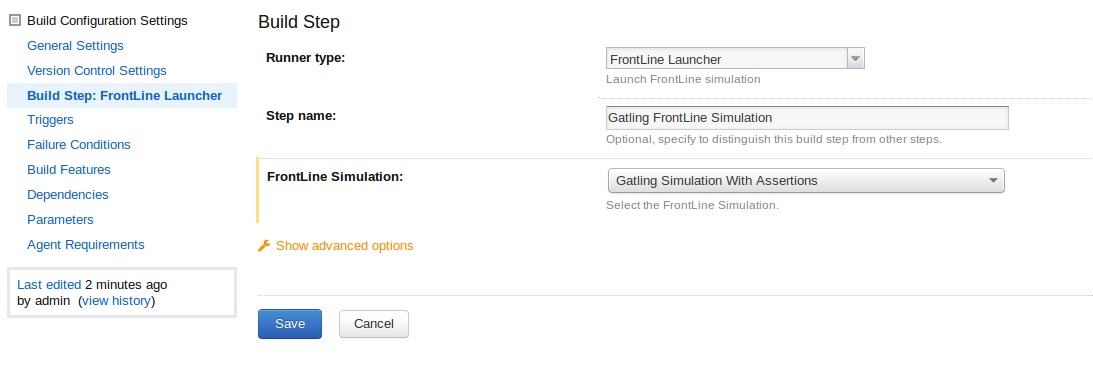 Build Configuration Settings
General Settings
Version Control Settings
Build Step: FrontLine Launcher
Triggers
Failure Conditions
Build Features
Dependencies
Parameters
Agent Requirements
Last edited 2 minutes ago
by admin (view history)
Build Step
Runner type:
FrontLine Launcher
Launch FrontLine simulation
Step name:
Gatling FrontLine Simulation
Optional, specify to distinguish this build step from other steps.
FrontLine Simulation:
Gatling Simulation With Assertions
Select the FrontLine Simulation.
Show advanced options
Save
Cancel